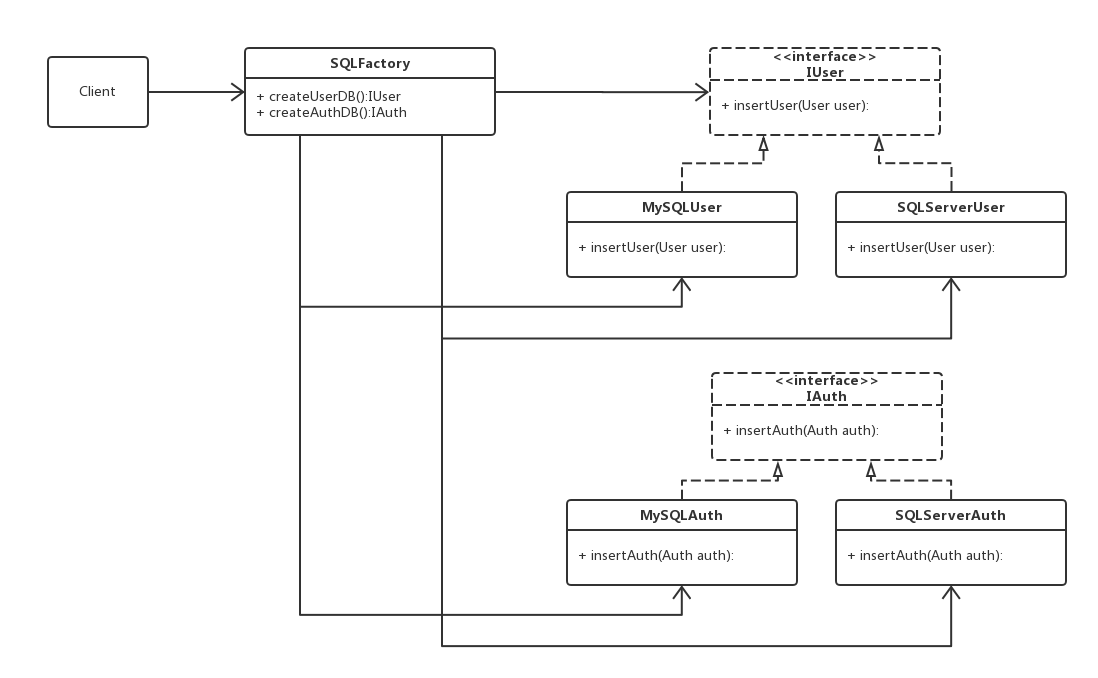 Client
SQLFactory
+ createUserDB():IUser
+ createAuthDB():IAuth
<<interface>>
IUser
+ insertUser(User user):
MySQLUser
+ insertUser(User user):
SQLServerUser
+ insertUser(User user):
<<interface>>
IAuth
+ insertAuth(Auth auth):
MySQLAuth
+ insertAuth(Auth auth):
SQLServerAuth
+ insertAuth(Auth auth):